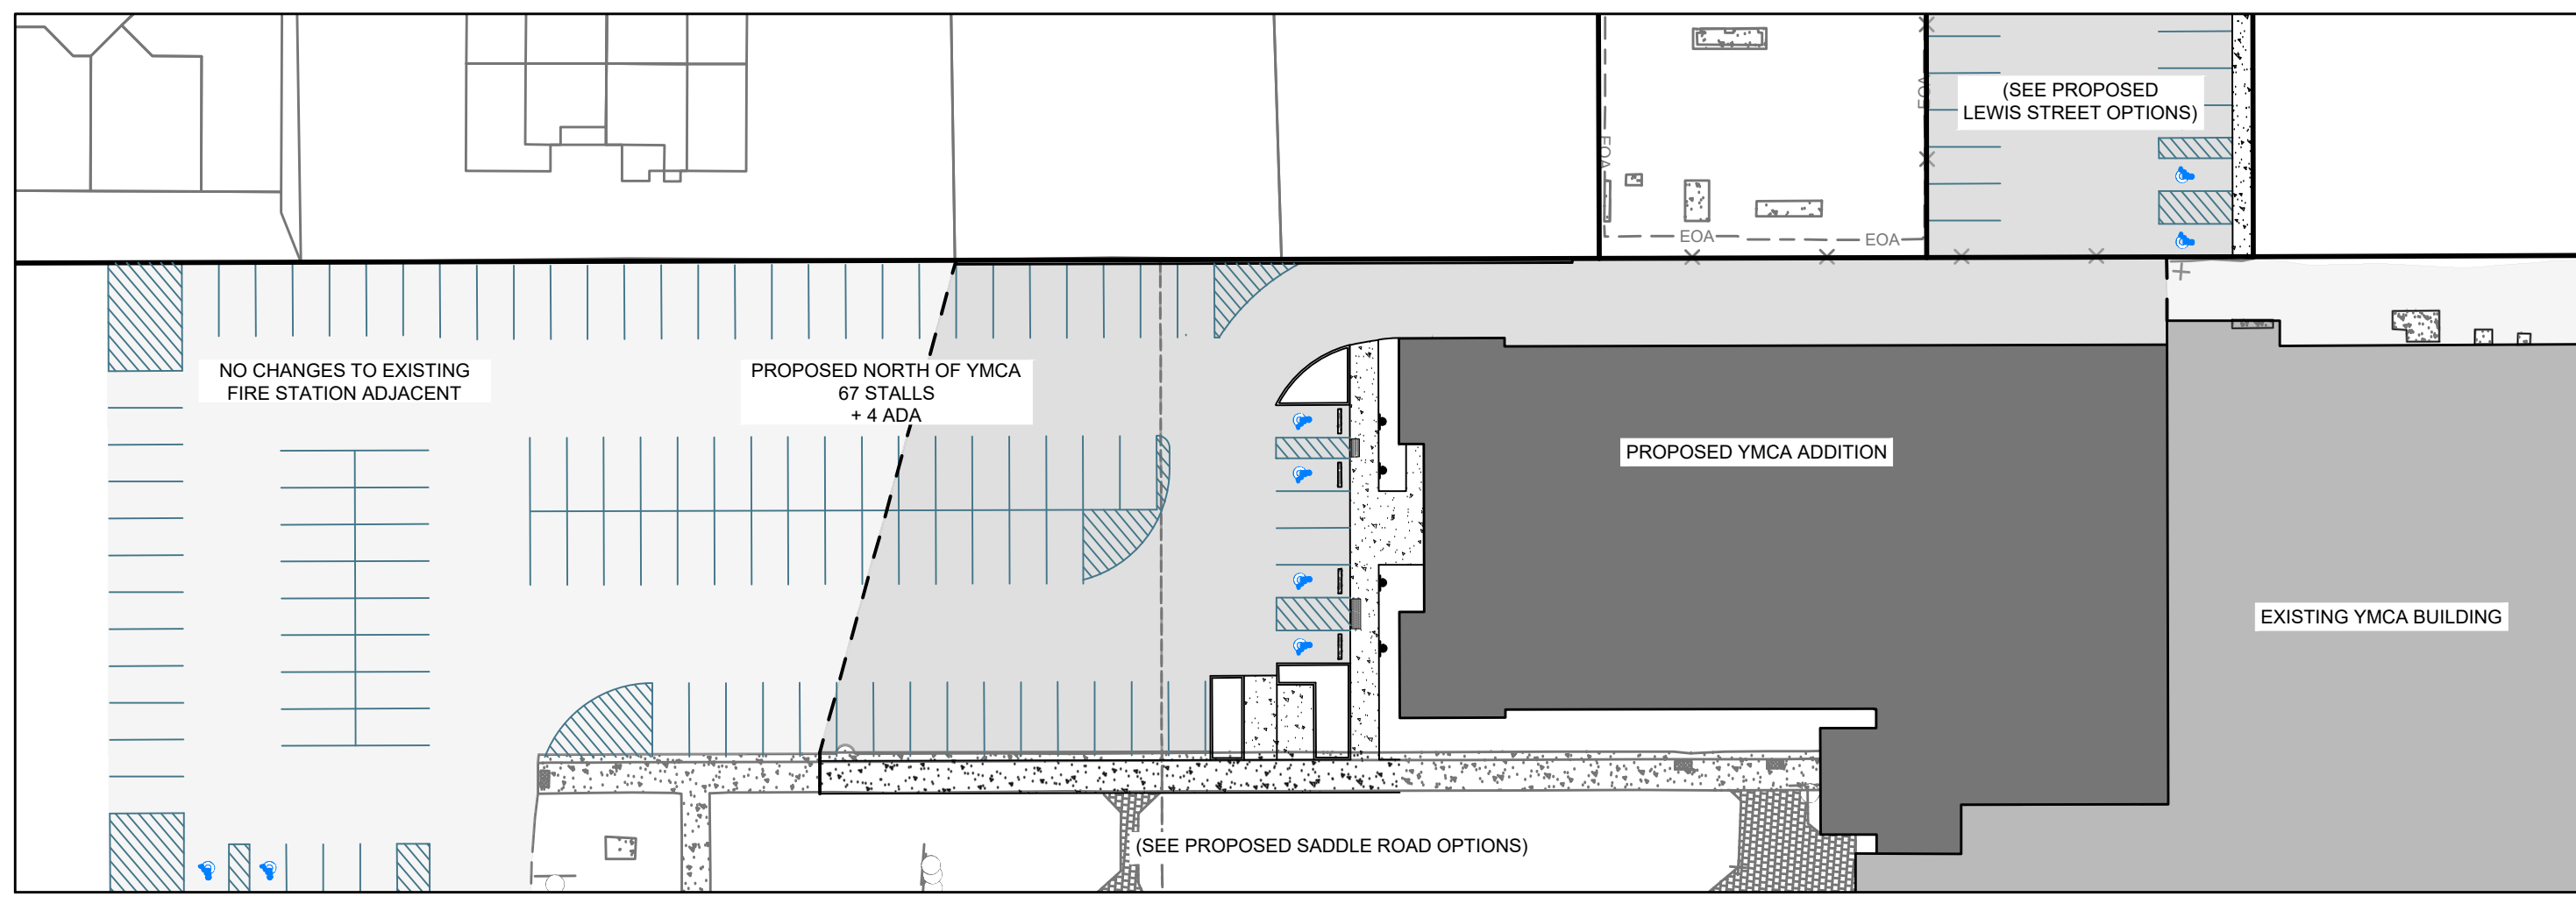 (SEE PROPOSED
LEWIS STREET OPTIONS)
EOA
EOA
EOA
EOA
NO CHANGES TO EXISTING
FIRE STATION ADJACENT
PROPOSED NORTH OF YMCA
67 STALLS
+ 4 ADA
PROPOSED YMCA ADDITION
EXISTING YMCA BUILDING
(SEE PROPOSED SADDLE ROAD OPTIONS)